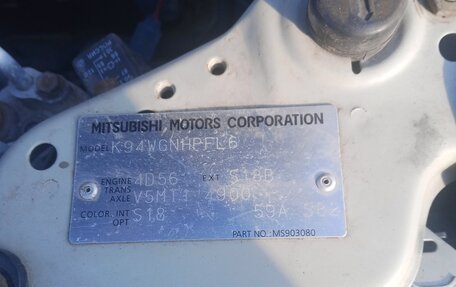 MITSUBISHI MOTORS CORPORATION
MODEL K94WGNHPFL6
ENGINE 4D56 EXT S18B
TRANS AXLE V5MT1 4900
COLOR, INT OPT S18 59A
PART NO.: MS903080